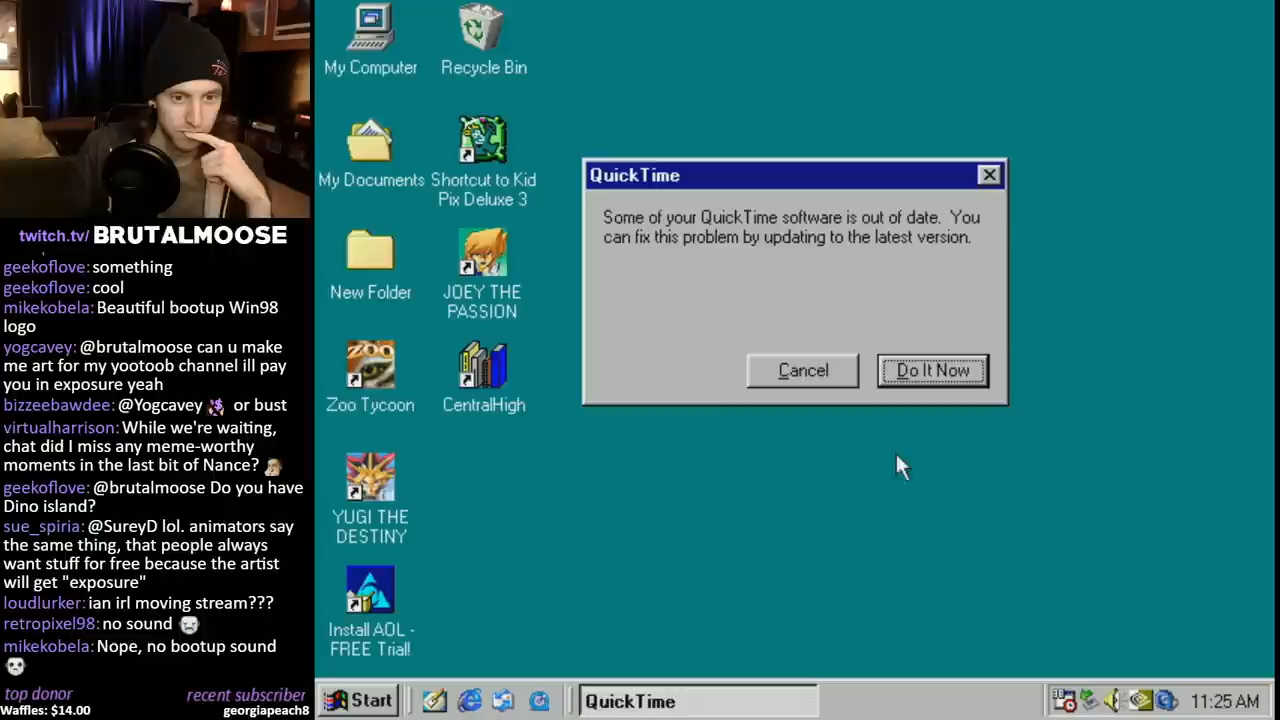 twitch.tv/BRUTALMOOSE
geekoflove: something
geekoflove: cool
mikekobela: Beautiful bootup Win98
logo
yogcavey: @brutalmoose can u make
me art for my yootoob channel ill pay
you in exposure yeah
bizzeebawdee: @Yogcavey or bust
virtualharrison: While we're waiting,
chat did I miss any meme-worthy
moments in the last bit of Nance?
geekoflove: @brutalmoose Do you have
Dino island?
sue_spiria: @SureyD lol. animators say
the same thing, that people always
want stuff for free because the artist
will get "exposure"
loudlurker: ian irl moving stream???
retropixel98: no sound
mikekobela: Nope, no bootup sound
top donor
Waffles: $14.00
recent subscriber
georgiapeach8
My Computer
Recycle Bin
My Documents
Shortcut to Kid
Pix Deluxe 3
New Folder
JOEY THE
PASSION
Zoo Tycoon
CentralHigh
YUGI THE
DESTINY
Install AOL -
FREE Trial!
QuickTime
Some of your QuickTime software is out of date. You
can fix this problem by updating to the latest version.
Cancel
Do It Now
Start
QuickTime
11:25 AM